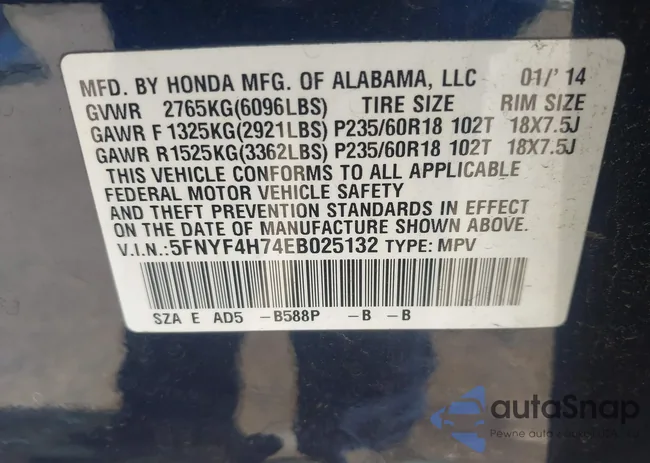 MFD. BY HONDA MFG. OF ALABAMA, LLC 01/'14
GVWR 2765KG(6096LBS) TIRE SIZE RIM SIZE
GAWR F 1325KG(2921LBS) P235/60R18 102T 18X7.5J
GAWR R1525KG(3362LBS) P235/60R18 102T 18X7.5J
THIS VEHICLE CONFORMS TO ALL APPLICABLE
FEDERAL MOTOR VEHICLE SAFETY
AND THEFT PREVENTION STANDARDS IN EFFECT
ON THE DATE OF MANUFACTURE SHOWN ABOVE.
V.I.N.:5FNYF4H74EB025132 TYPE: MPV
SZA E AD5 -B588P -B -B
autaSnap
Pewne auto